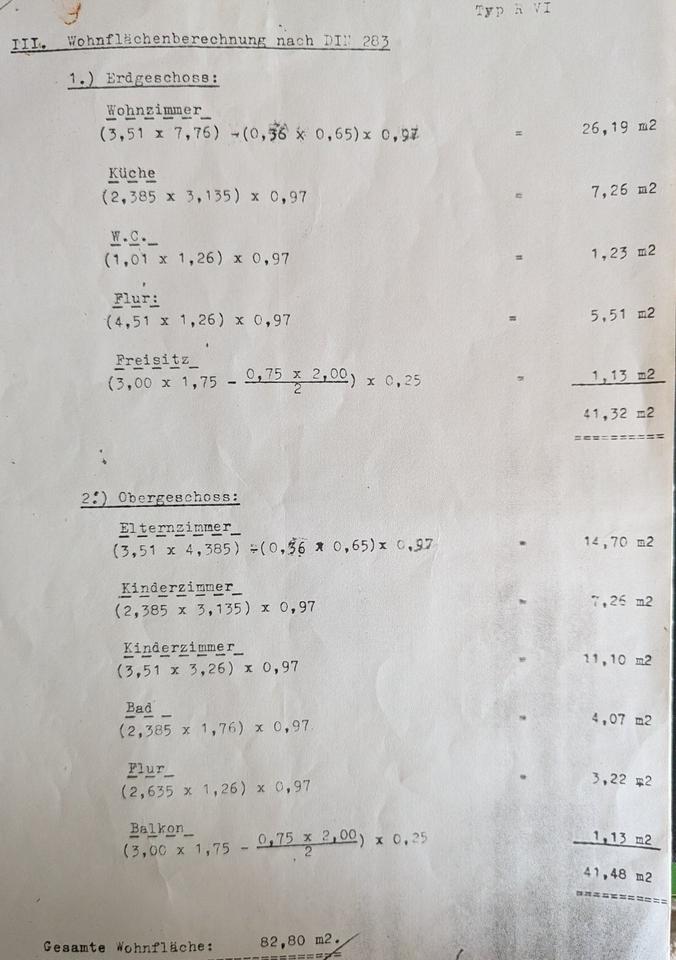 Typ R VI
III. Wohnflächenberechnung nach DIN 283
1.) Erdgeschoss:
Wohnzimmer
(3,51 x 7,76) -(0,36 x 0,65)x 0,97 = 26,19 m2
Küche
(2,385 x 3,135) x 0,97 = 7,26 m2
W.C.
(1,01 x 1,26) x 0,97 = 1,23 m2
Flur:
(4,51 x 1,26) x 0,97 = 5,51 m2
Freisitz
(3,00 x 1,75 - 0,75 x 2,00 / 2) x 0,25 = 1,13 m2
41,32 m2
==========
2.) Obergeschoss:
Elternzimmer
(3,51 x 4,385) -(0,36 x 0,65)x 0,97 = 14,70 m2
Kinderzimmer
(2,385 x 3,135) x 0,97 = 7,26 m2
Kinderzimmer
(3,51 x 3,26) x 0,97 = 11,10 m2
Bad
(2,385 x 1,76) x 0,97 = 4,07 m2
Flur
(2,635 x 1,26) x 0,97 = 3,22 m2
Balkon
(3,00 x 1,75 - 0,75 x 2,00 / 2) x 0,25 1,13 m2
41,48 m2
==========
Gesamte Wohnfläche: 82,80 m2.